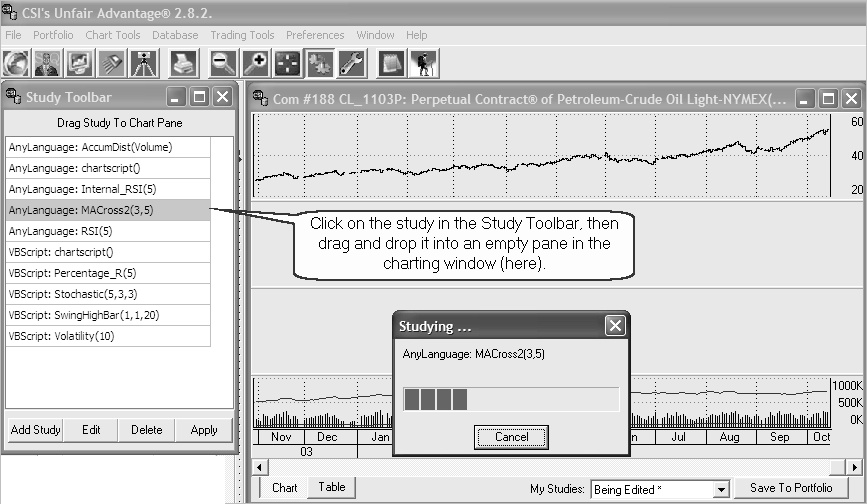 CSI's Unfair Advantage® 2.8.2.
File Portfolio Chart Tools Database Trading Tools Preferences Window Help
Study Toolbar
Drag Study To Chart Pane
AnyLanguage: AccumDist(Volume)
AnyLanguage: chartscript()
AnyLanguage: Internal_RSI(5)
AnyLanguage: MACross2(3,5)
AnyLanguage: RSI(5)
VBScript: chartscript()
VBScript: Percentage_R(5)
VBScript: Stochastic(5,3,3)
VBScript: SwingHighBar(1,1,20)
VBScript: Volatility(10)
Add Study Edit Delete Apply
Com #188 CL_1103P: Perpetual Contract® of Petroleum-Crude Oil Light-NYMEX(...
60
40
20
Click on the study in the Study Toolbar, then
drag and drop it into an empty pane in the
charting window (here).
Studying ...
AnyLanguage: MACross2(3,5)
Cancel
1000K
500K
0K
Nov Dec Jan Jul Aug Sep Oct
03
Chart Table My Studies: Being Edited * Save To Portfolio